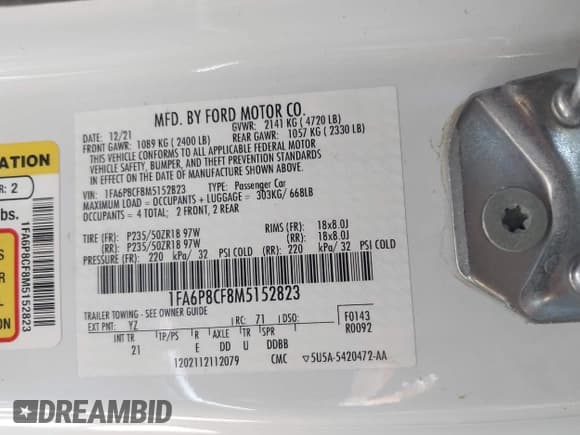 MFD. BY FORD MOTOR CO.
DATE: 12/21 GVWR: 2141 KG ( 4720 LB)
FRONT GAWR: 1089 KG ( 2400 LB) REAR GAWR: 1057 KG ( 2330 LB)
THIS VEHICLE CONFORMS TO ALL APPLICABLE FEDERAL MOTOR
VEHICLE SAFETY, BUMPER, AND THEFT PREVENTION STANDARDS
IN EFFECT ON THE DATE OF MANUFACTURE SHOWN ABOVE.
VIN: 1FA6P8CF8M5152823 TYPE: Passenger Car
MAXIMUM LOAD = OCCUPANTS + LUGGAGE = 303KG/ 668LB
OCCUPANTS = 4 TOTAL; 2 FRONT, 2 REAR
TIRE (FR): P235/50ZR18 97W RIMS (FR): 18x8.0J
(RR): P235/50ZR18 97W (RR): 18x8.0J
PRESSURE (FR): 220 kPa/ 32 PSI COLD (RR): 220 kPa/ 32 PSI COLD
1FA6P8CF8M5152823
TRAILER TOWING - SEE OWNER GUIDE
EXT PNT: YZ RC: 71 DSO: F0143
INT TR TP/PS R AXLE TR SPR R0092
21 E DD U DDBB
1202112112079 CMC 5U5A-5420472-AA
ATION
R: 2
bs.
ION
1FA6P8CF8M5152823
DREAMBID